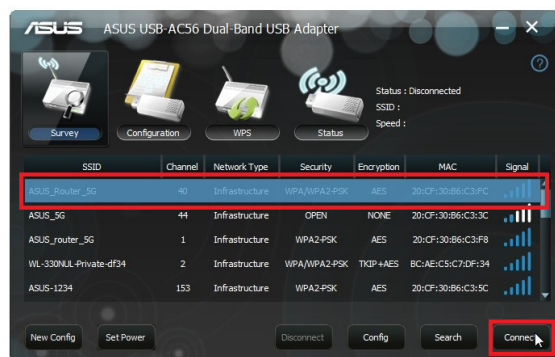 ASUS ASUS USB-AC56 Dual-Band USB Adapter
Status : Disconnected
SSID :
Speed :
Survey Configuration WPS Status
SSID Channel Network Type Security Encryption MAC Signal
ASUS_Router_5G 40 Infrastructure WPA/WPA2-PSK AES 20:CF:30:B6:C3:FC
ASUS_5G 44 Infrastructure OPEN NONE 20:CF:30:B6:C3:3C
ASUS_router_5G 1 Infrastructure WPA2-PSK AES 20:CF:30:B6:C3:F8
WL-330NUL-Private-df34 2 Infrastructure WPA/WPA2-PSK TKIP+AES BC:AE:C5:C7:DF:34
ASUS-1234 153 Infrastructure WPA2-PSK AES 20:CF:30:B6:C3:5C
New Config Set Power Disconnect Config Search Connect